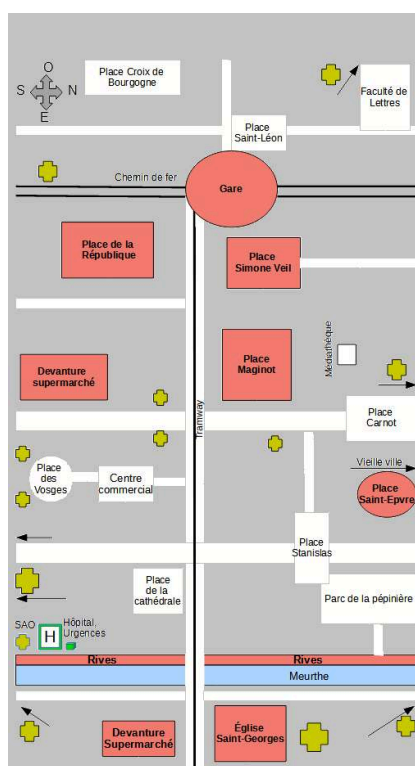 O
S
N
E
Place Croix de
Bourgogne
Faculté de
Lettres
Place
Saint-Léon
Chemin de fer
Gare
Place de la
République
Place
Simone Veil
Devanture
supermarché
Place
Maginot
Médiathèque
Tramway
Place
Carnot
Place
des
Vosges
Centre
commercial
Vieille ville
Place
Saint-Epvre
Place
Stanislas
Place
de la
cathédrale
Parc de la pépinière
SAO
H
Hôpital,
Urgences
Rives
Rives
Meurthe
Devanture
Supermarché
Église
Saint-Georges